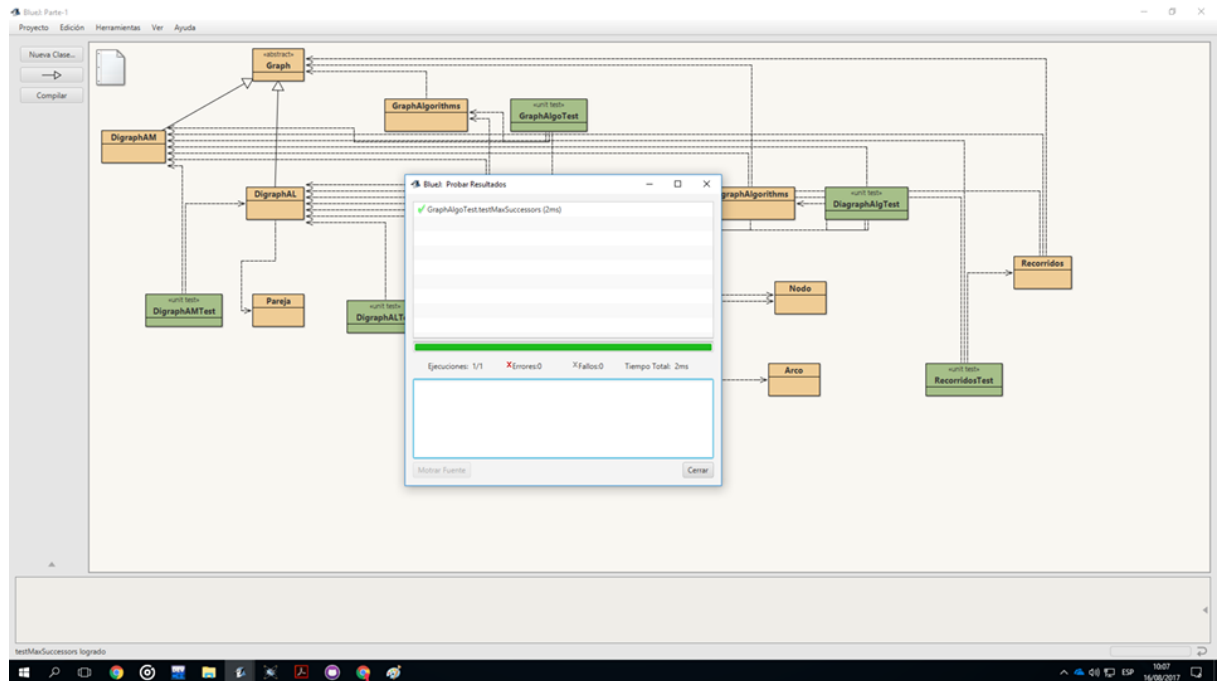 BlueJ: Parte-1
Proyecto Edición Herramientas Ver Ayuda
Nueva Clase...
Compilar
«abstract»
Graph
GraphAlgorithms
«unit test»
GraphAlgoTest
DigraphAM
DigraphAL
BlueJ: Probar Resultados
GraphAlgoTest.testMaxSuccessors (2ms)
graphAlgorithms
«unit test»
DiagraphAlgTest
Recorridos
«unit test»
DigraphAMTest
Pareja
«unit test»
DigraphALTe
Nodo
Ejecuciones: 1/1 Errores:0 Fallos:0 Tiempo Total: 2ms
Arco
«unit test»
RecorridosTest
Motrar Fuente
Cerrar
testMaxSuccessors logrado
ESP
10:07
16/08/2017